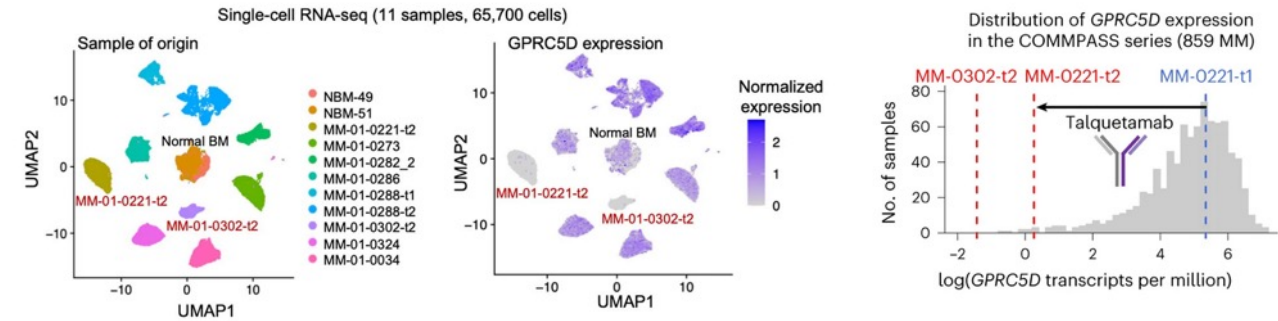 Single-cell RNA-seq (11 samples, 65,700 cells)
Sample of origin
UMAP2
10
0
−10
Normal BM
MM-01-0221-t2
MM-01-0302-t2
−10
0
10
UMAP1
NBM-49
NBM-51
MM-01-0221-t2
MM-01-0273
MM-01-0282_2
MM-01-0286
MM-01-0288-t1
MM-01-0288-t2
MM-01-0302-t2
MM-01-0324
MM-01-0034
GPRC5D expression
UMAP2
10
0
−10
Normal BM
MM-01-0221-t2
MM-01-0302-t2
−10
0
10
UMAP1
Normalized
expression
2
1
0
Distribution of GPRC5D expression
in the COMMPASS series (859 MM)
MM-0302-t2 MM-0221-t2 MM-0221-t1
No. of samples
80
60
40
20
0
Talquetamab
−2
0
2
4
6
log(GPRC5D transcripts per million)